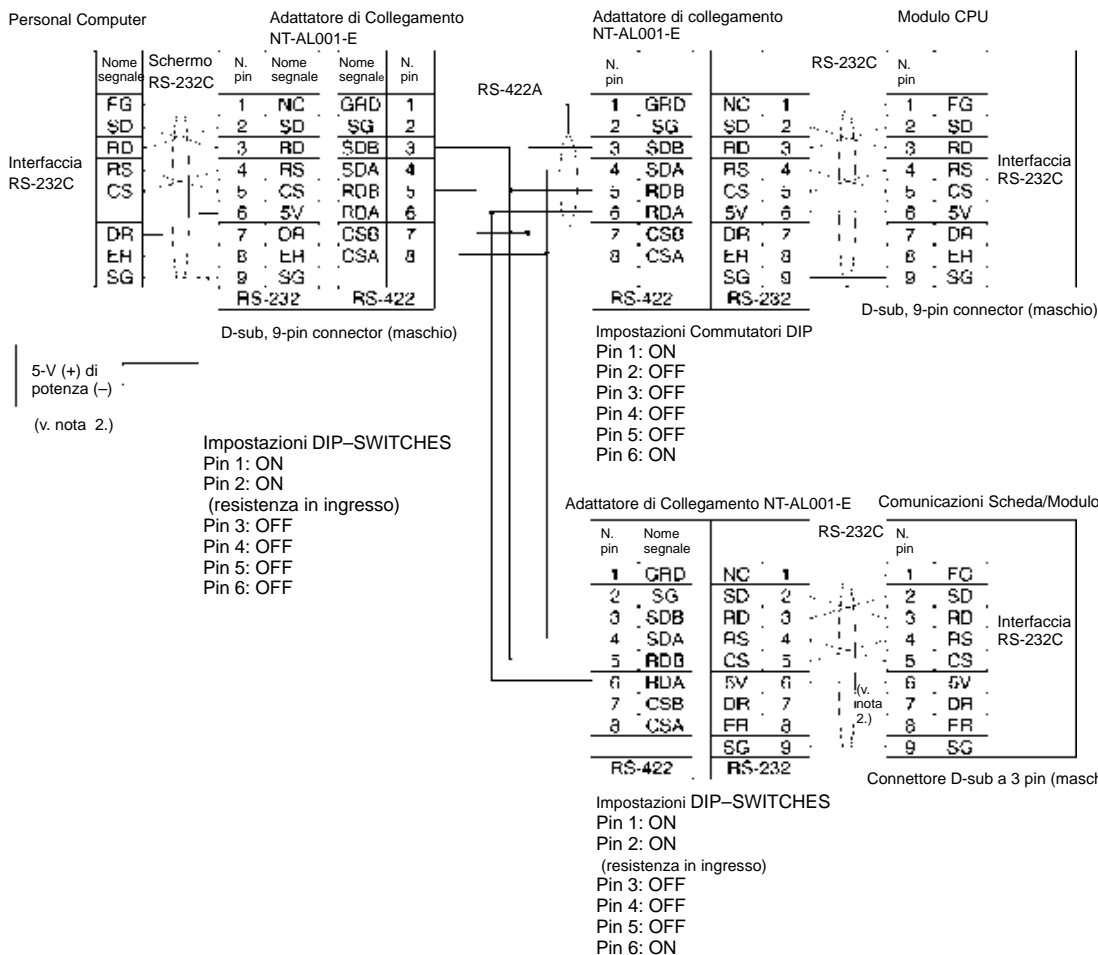 Personal Computer
Adattatore di Collegamento
NT-AL001-E
Adattatore di collegamento
NT-AL001-E
Modulo CPU
Nome segnale
Schermo
RS-232C
N. pin
Nome segnale
Nome segnale
N. pin
RS-422A
N. pin
RS-232C
N. pin
FG 1 NC GRD 1
SD 2 SD SG 2
RD 3 RD SDB 3
RS 4 RS SDA 4
CS 5 CS RDB 5
6 5V RDA 6
DR 7 DR CSB 7
ER 8 ER CSA 8
SG 9 SG
RS-232 RS-422
Interfaccia
RS-232C
1 GRD NC 1 1 FG
2 SG SD 2 2 SD
3 SDB RD 3 3 RD
4 SDA RS 4 4 RS
5 RDB CS 5 5 CS
6 RDA 5V 6 6 5V
7 CSB DR 7 7 DR
8 CSA ER 8 8 ER
SG 9 9 SG
RS-422 RS-232
Interfaccia
RS-232C
D-sub, 9-pin connector (maschio)
D-sub, 9-pin connector (maschio)
5-V (+) di
potenza (–)
(v. nota 2.)
Impostazioni DIP–SWITCHES
Pin 1: ON
Pin 2: ON
(resistenza in ingresso)
Pin 3: OFF
Pin 4: OFF
Pin 5: OFF
Pin 6: OFF
Impostazioni Commutatori DIP
Pin 1: ON
Pin 2: OFF
Pin 3: OFF
Pin 4: OFF
Pin 5: OFF
Pin 6: ON
Adattatore di Collegamento NT-AL001-E
Comunicazioni Scheda/Modulo
N. pin
Nome segnale
RS-232C
N. pin
1 GRD NC 1 1 FG
2 SG SD 2 2 SD
3 SDB RD 3 3 RD
4 SDA RS 4 4 RS
5 RDB CS 5 5 CS
6 RDA 5V 6 6 5V
7 CSB DR 7 7 DR
8 CSA ER 8 8 ER
SG 9 9 SG
RS-422 RS-232
(v.
nota
2.)
Interfaccia
RS-232C
Connettore D-sub a 3 pin (masch
Impostazioni DIP–SWITCHES
Pin 1: ON
Pin 2: ON
(resistenza in ingresso)
Pin 3: OFF
Pin 4: OFF
Pin 5: OFF
Pin 6: ON